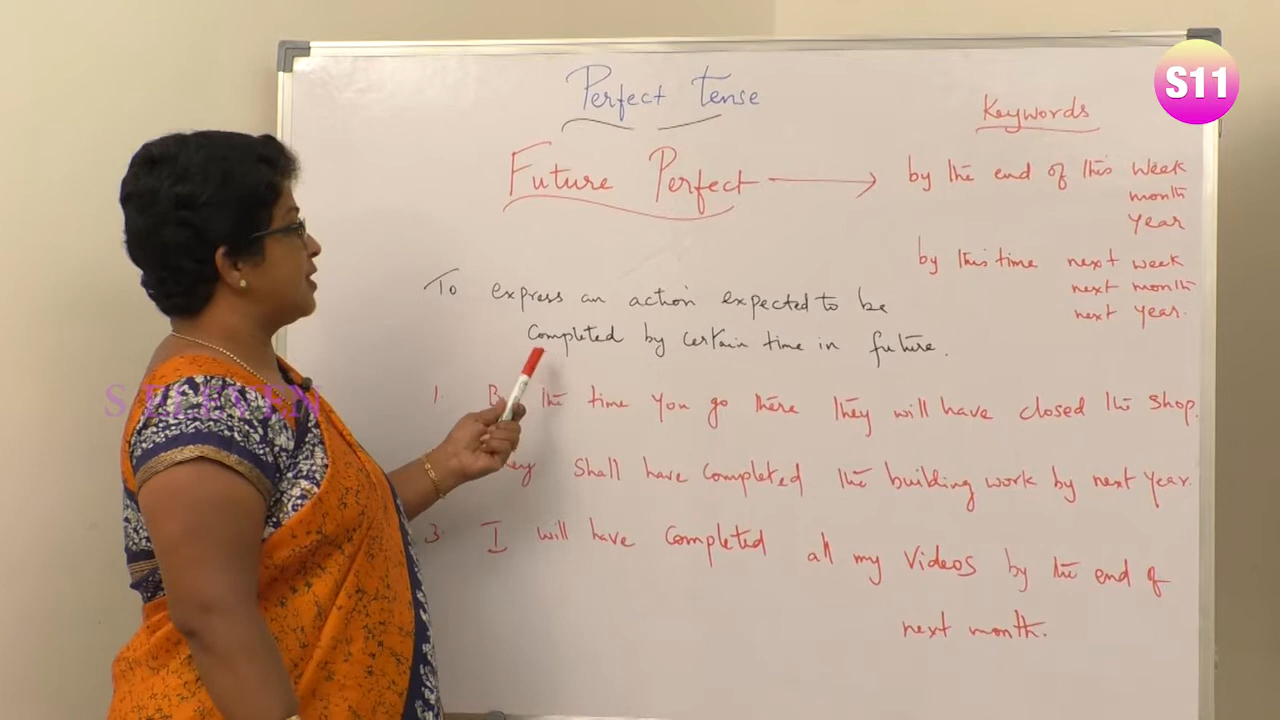 Perfect tense
S11
Keywords
Future Perfect
by the end of this week
month
year
by this time next week
next month
next year.
To express an action expected to be
completed by certain time in future.
1. the time you go there they will have closed the shop.
shall have completed the building work by next year.
3. I will have completed all my videos by the end of
next month.
S ELEVEN